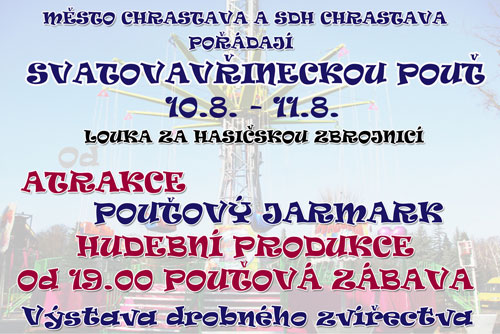 MĚSTO CHRASTAVA A SDH CHRASTAVA
POŘÁDAJÍ
SVATOVAVŘINECKOU POUŤ
10.8. - 11.8.
LOUKA ZA HASIČSKOU ZBROJNICÍ
od
ATRAKCE
POUŤOVÝ JARMARK
HUDEBNÍ PRODUKCE
od 19.00 POUŤOVÁ ZÁBAVA
Výstava drobného zvířectva